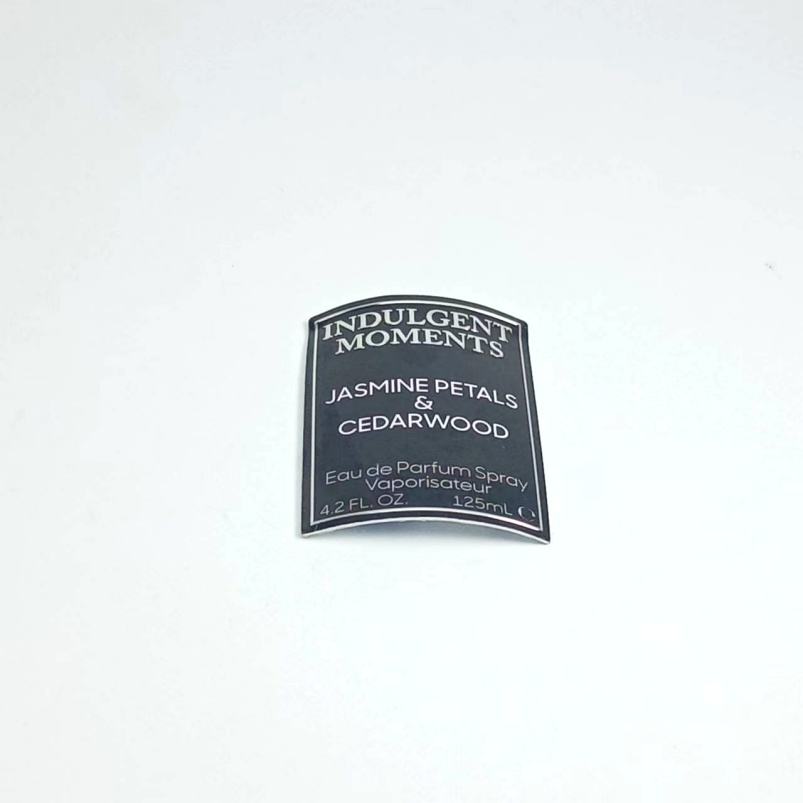 INDULGENT
MOMENTS
JASMINE PETALS
&
CEDARWOOD
Eau de Parfum Spray
Vaporisateur
4.2 FL. OZ. 125mL ℮